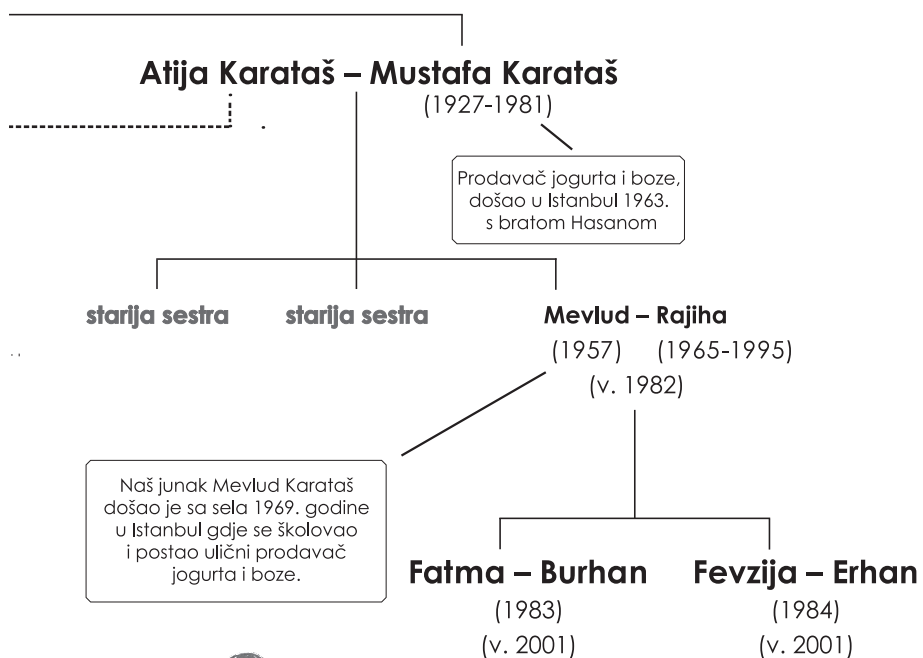 Atija Karataš – Mustafa Karataš
(1927-1981)
Prodavač jogurta i boze,
došao u Istanbul 1963.
s bratom Hasanom
starija sestra starija sestra Mevlud – Rajiha
(1957) (1965-1995)
(v. 1982)
Naš junak Mevlud Karataš
došao je sa sela 1969. godine
u Istanbul gdje se školovao
i postao ulični prodavač
jogurta i boze.
Fatma – Burhan Fevzija – Erhan
(1983) (1984)
(v. 2001) (v. 2001)